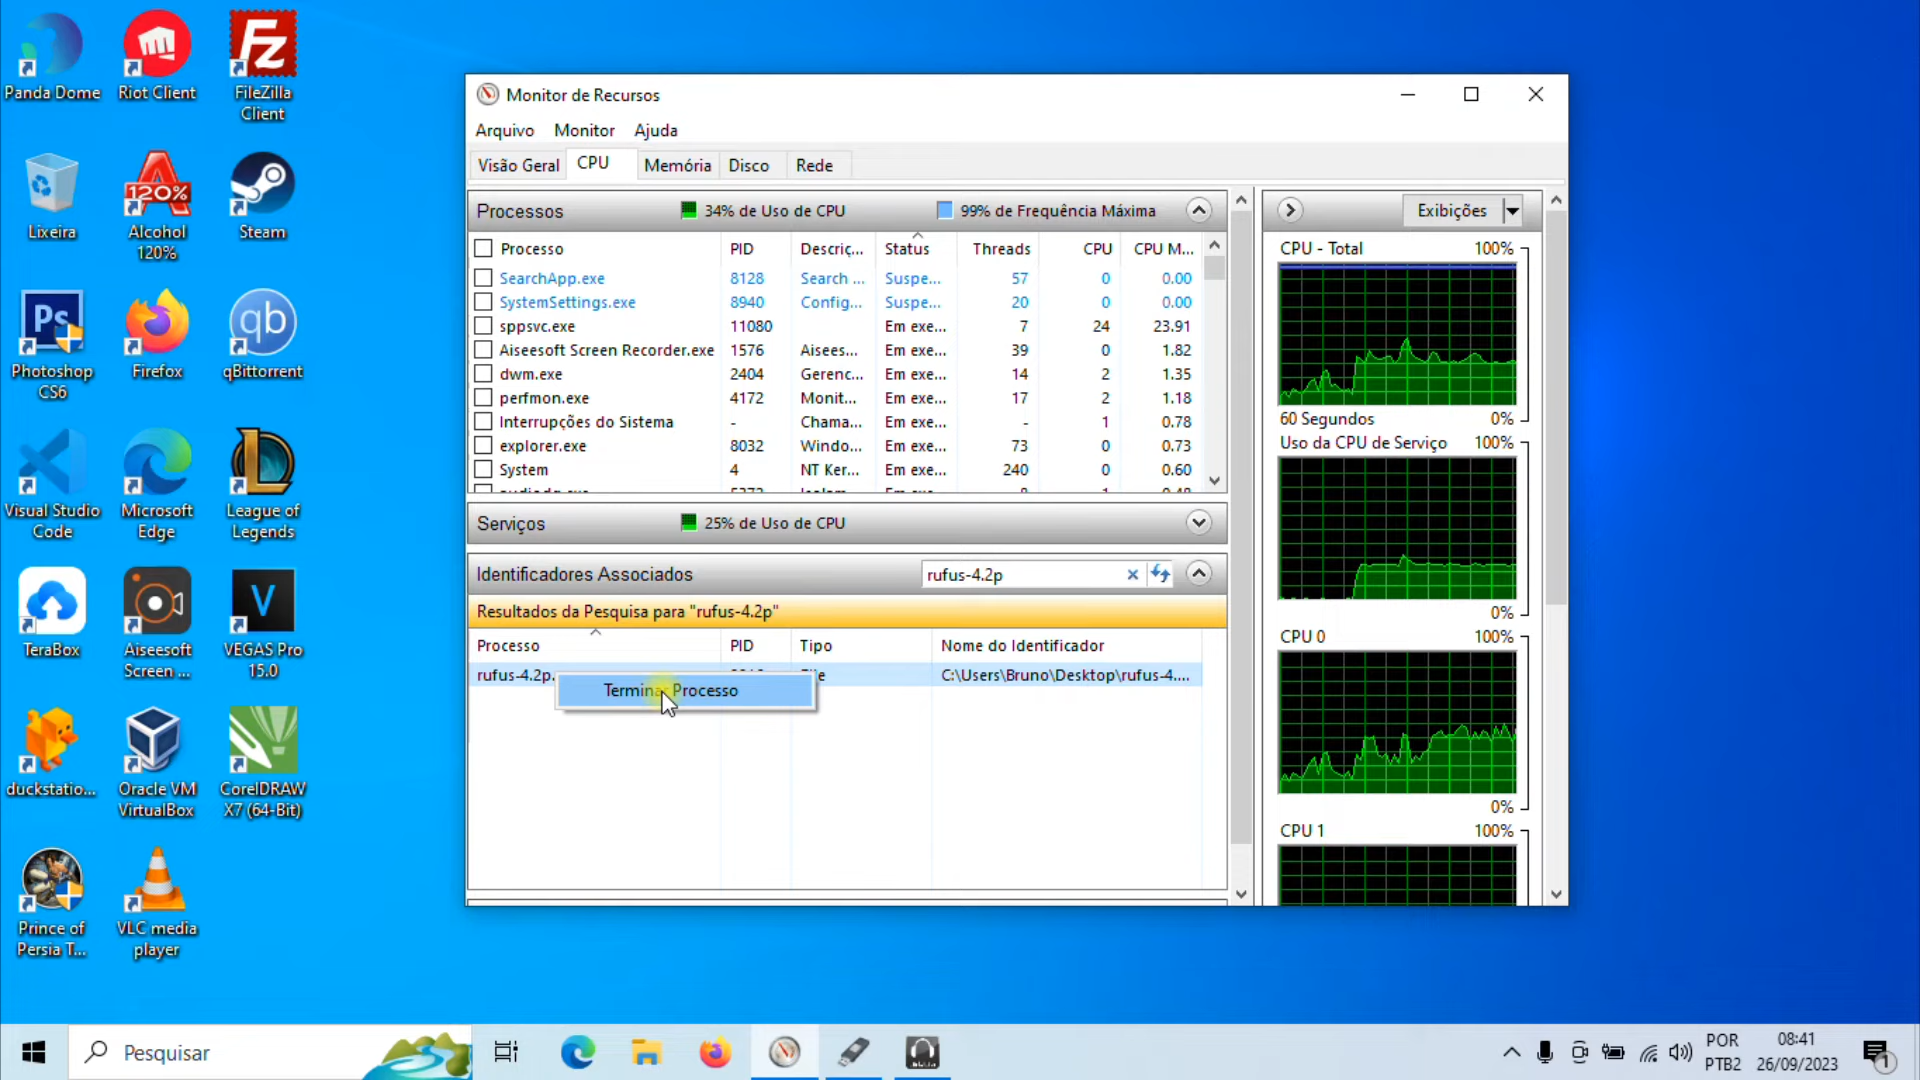 Panda Dome
Riot Client
FileZilla
Client
Lixeira
Alcohol
120%
Steam
Photoshop
CS6
Firefox
qBittorrent
Visual Studio
Code
Microsoft
Edge
League of
Legends
TeraBox
Aiseesoft
Screen ...
VEGAS Pro
15.0
duckstatio...
Oracle VM
VirtualBox
CorelDRAW
X7 (64-Bit)
Prince of
Persia T...
VLC media
player
Fz
120%
Ps
qb
V
Monitor de Recursos
Arquivo Monitor Ajuda
Visão Geral CPU Memória Disco Rede
Processos 34% de Uso de CPU 99% de Frequência Máxima
Processo PID Descriç... Status Threads CPU CPU M...
SearchApp.exe 8128 Search ... Suspe... 57 0 0.00
SystemSettings.exe 8940 Config... Suspe... 20 0 0.00
sppsvc.exe 11080 Em exe... 7 24 23.91
Aiseesoft Screen Recorder.exe 1576 Aisees... Em exe... 39 0 1.82
dwm.exe 2404 Gerenc... Em exe... 14 2 1.35
perfmon.exe 4172 Monit... Em exe... 17 2 1.18
Interrupções do Sistema - Chama... Em exe... - 1 0.78
explorer.exe 8032 Windo... Em exe... 73 0 0.73
System 4 NT Ker... Em exe... 240 0 0.60
Serviços 25% de Uso de CPU
Identificadores Associados rufus-4.2p
Resultados da Pesquisa para "rufus-4.2p"
Processo PID Tipo Nome do Identificador
rufus-4.2p. C:\Users\Bruno\Desktop\rufus-4....
Terminar Processo
Exibições
CPU - Total 100%
60 Segundos 0%
Uso da CPU de Serviço 100%
0%
CPU 0 100%
0%
CPU 1 100%
Pesquisar
POR
PTB2
08:41
26/09/2023
1